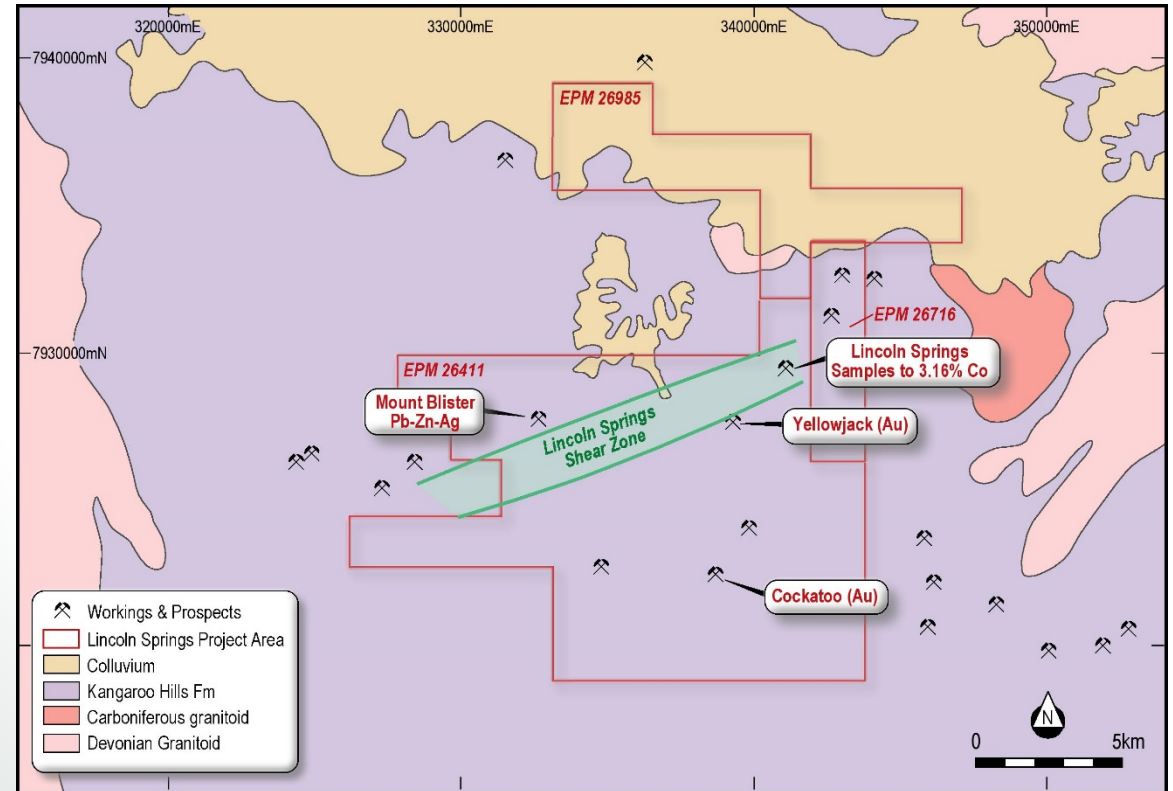 320000mE
330000mE
340000mE
350000mE
7940000mN
EPM 26985
EPM 26716
7930000mN
Lincoln Springs
Samples to 3.16% Co
EPM 26411
Mount Blister
Pb-Zn-Ag
Yellowjack (Au)
Lincoln Springs
Shear Zone
Cockatoo (Au)
Workings & Prospects
Lincoln Springs Project Area
Colluvium
Kangaroo Hills Fm
Carboniferous granitoid
Devonian Granitoid
N
0 5km